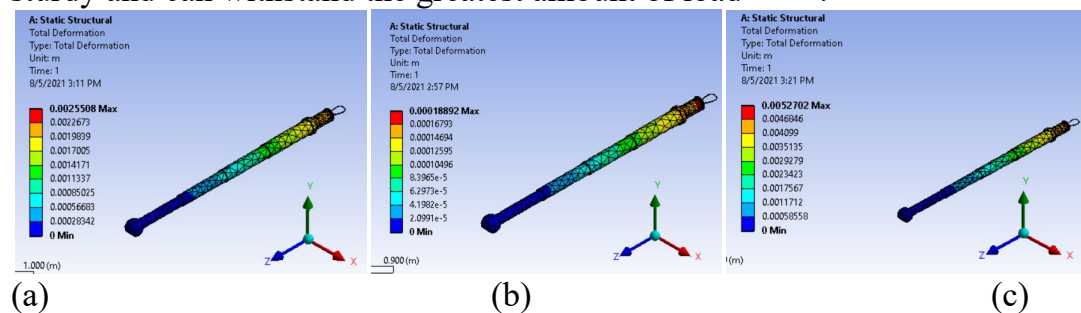 A: Static Structural
Total Deformation
Type: Total Deformation
Unit: m
Time: 1
8/5/2021 3:11 PM
0.0025508 Max
0.0022673
0.0019839
0.0017005
0.0014171
0.0011337
0.00085025
0.00056683
0.00028342
0 Min
1.000 (m)
Y
Z
X
A: Static Structural
Total Deformation
Type: Total Deformation
Unit: m
Time: 1
8/5/2021 2:57 PM
0.00018892 Max
0.00016793
0.00014694
0.00012595
0.00010496
8.3965e-5
6.2973e-5
4.1982e-5
2.0991e-5
0 Min
0.900 (m)
Y
Z
X
A: Static Structural
Total Deformation
Type: Total Deformation
Unit: m
Time: 1
8/5/2021 3:21 PM
0.0052702 Max
0.0046846
0.004099
0.0035135
0.0029279
0.0023423
0.0017567
0.0011712
0.00058558
0 Min
(m)
Y
Z
X
(a) (b) (c)